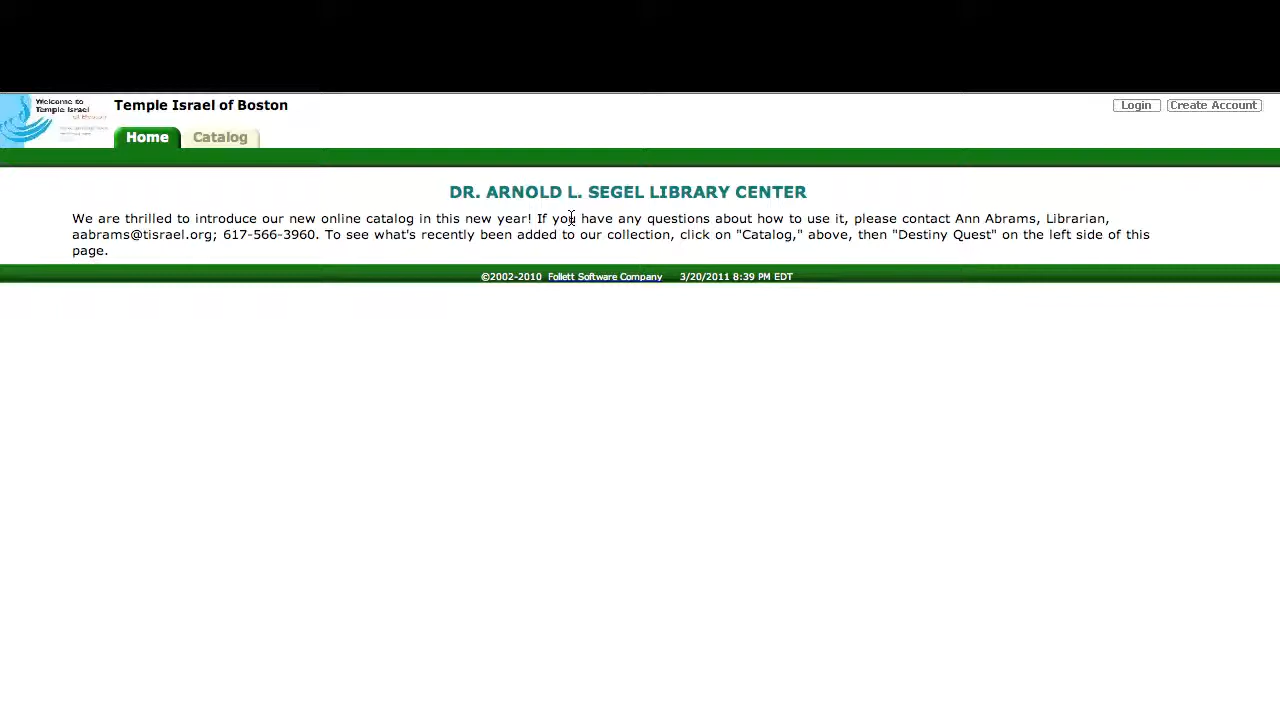 Welcome to
Temple Israel
of Boston
Temple Israel of Boston
Login
Create Account
Home
Catalog
DR. ARNOLD L. SEGEL LIBRARY CENTER
We are thrilled to introduce our new online catalog in this new year! If you have any questions about how to use it, please contact Ann Abrams, Librarian,
aabrams@tisrael.org; 617-566-3960. To see what's recently been added to our collection, click on "Catalog," above, then "Destiny Quest" on the left side of this
page.
©2002-2010 Follett Software Company 3/20/2011 8:39 PM EDT